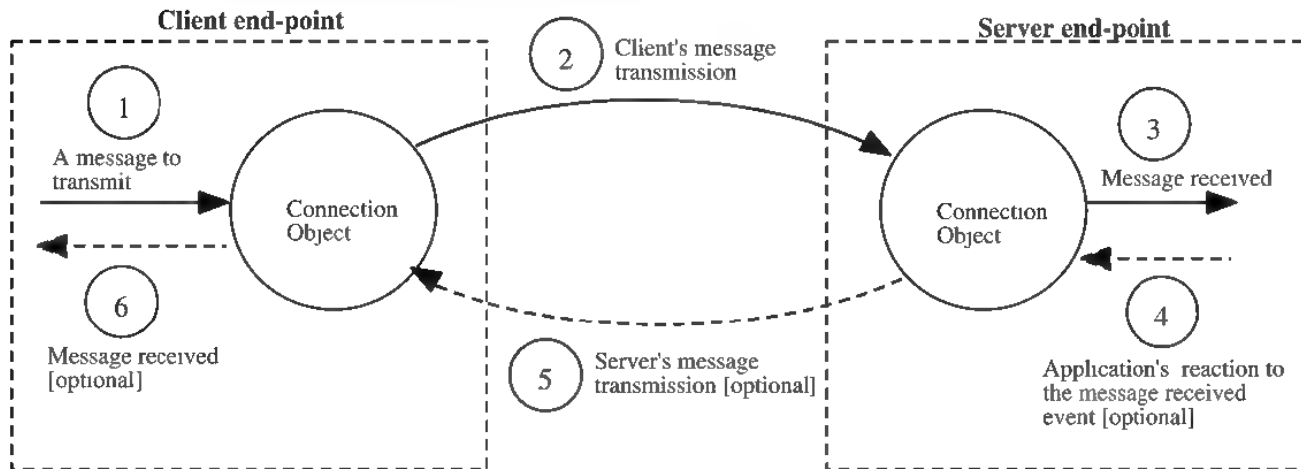 Client end-point
Server end-point
1
A message to
transmit
Connection
Object
6
Message received
[optional]
2
Client's message
transmission
5
Server's message
transmission [optional]
Connection
Object
3
Message received
4
Application's reaction to
the message received
event [optional]